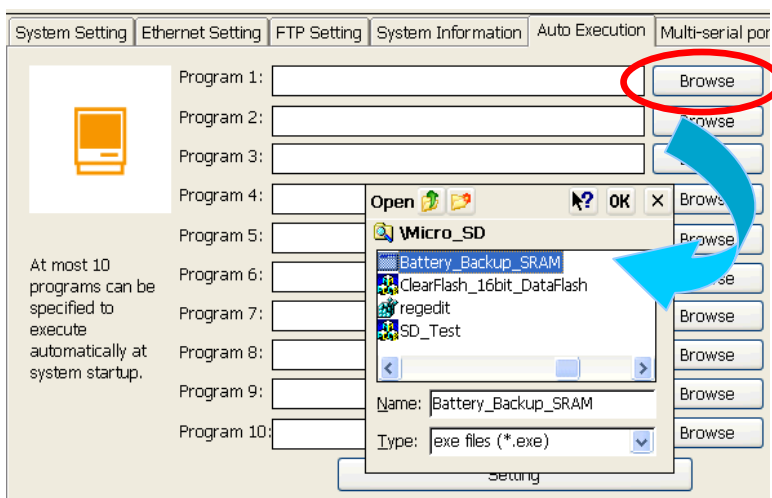 System Setting Ethernet Setting FTP Setting System Information Auto Execution Multi-serial por
Program 1: Browse
Program 2: Browse
Program 3:
Program 4: Brows
Program 5: Browse
Program 6: se
Program 7: Browse
Program 8: Browse
Program 9: Browse
Program 10: Browse
At most 10
programs can be
specified to
execute
automatically at
system startup.
Open ? OK ×
\Micro_SD
Battery_Backup_SRAM
ClearFlash_16bit_DataFlash
regedit
SD_Test
Name: Battery_Backup_SRAM
Type: exe files (*.exe)
Setting